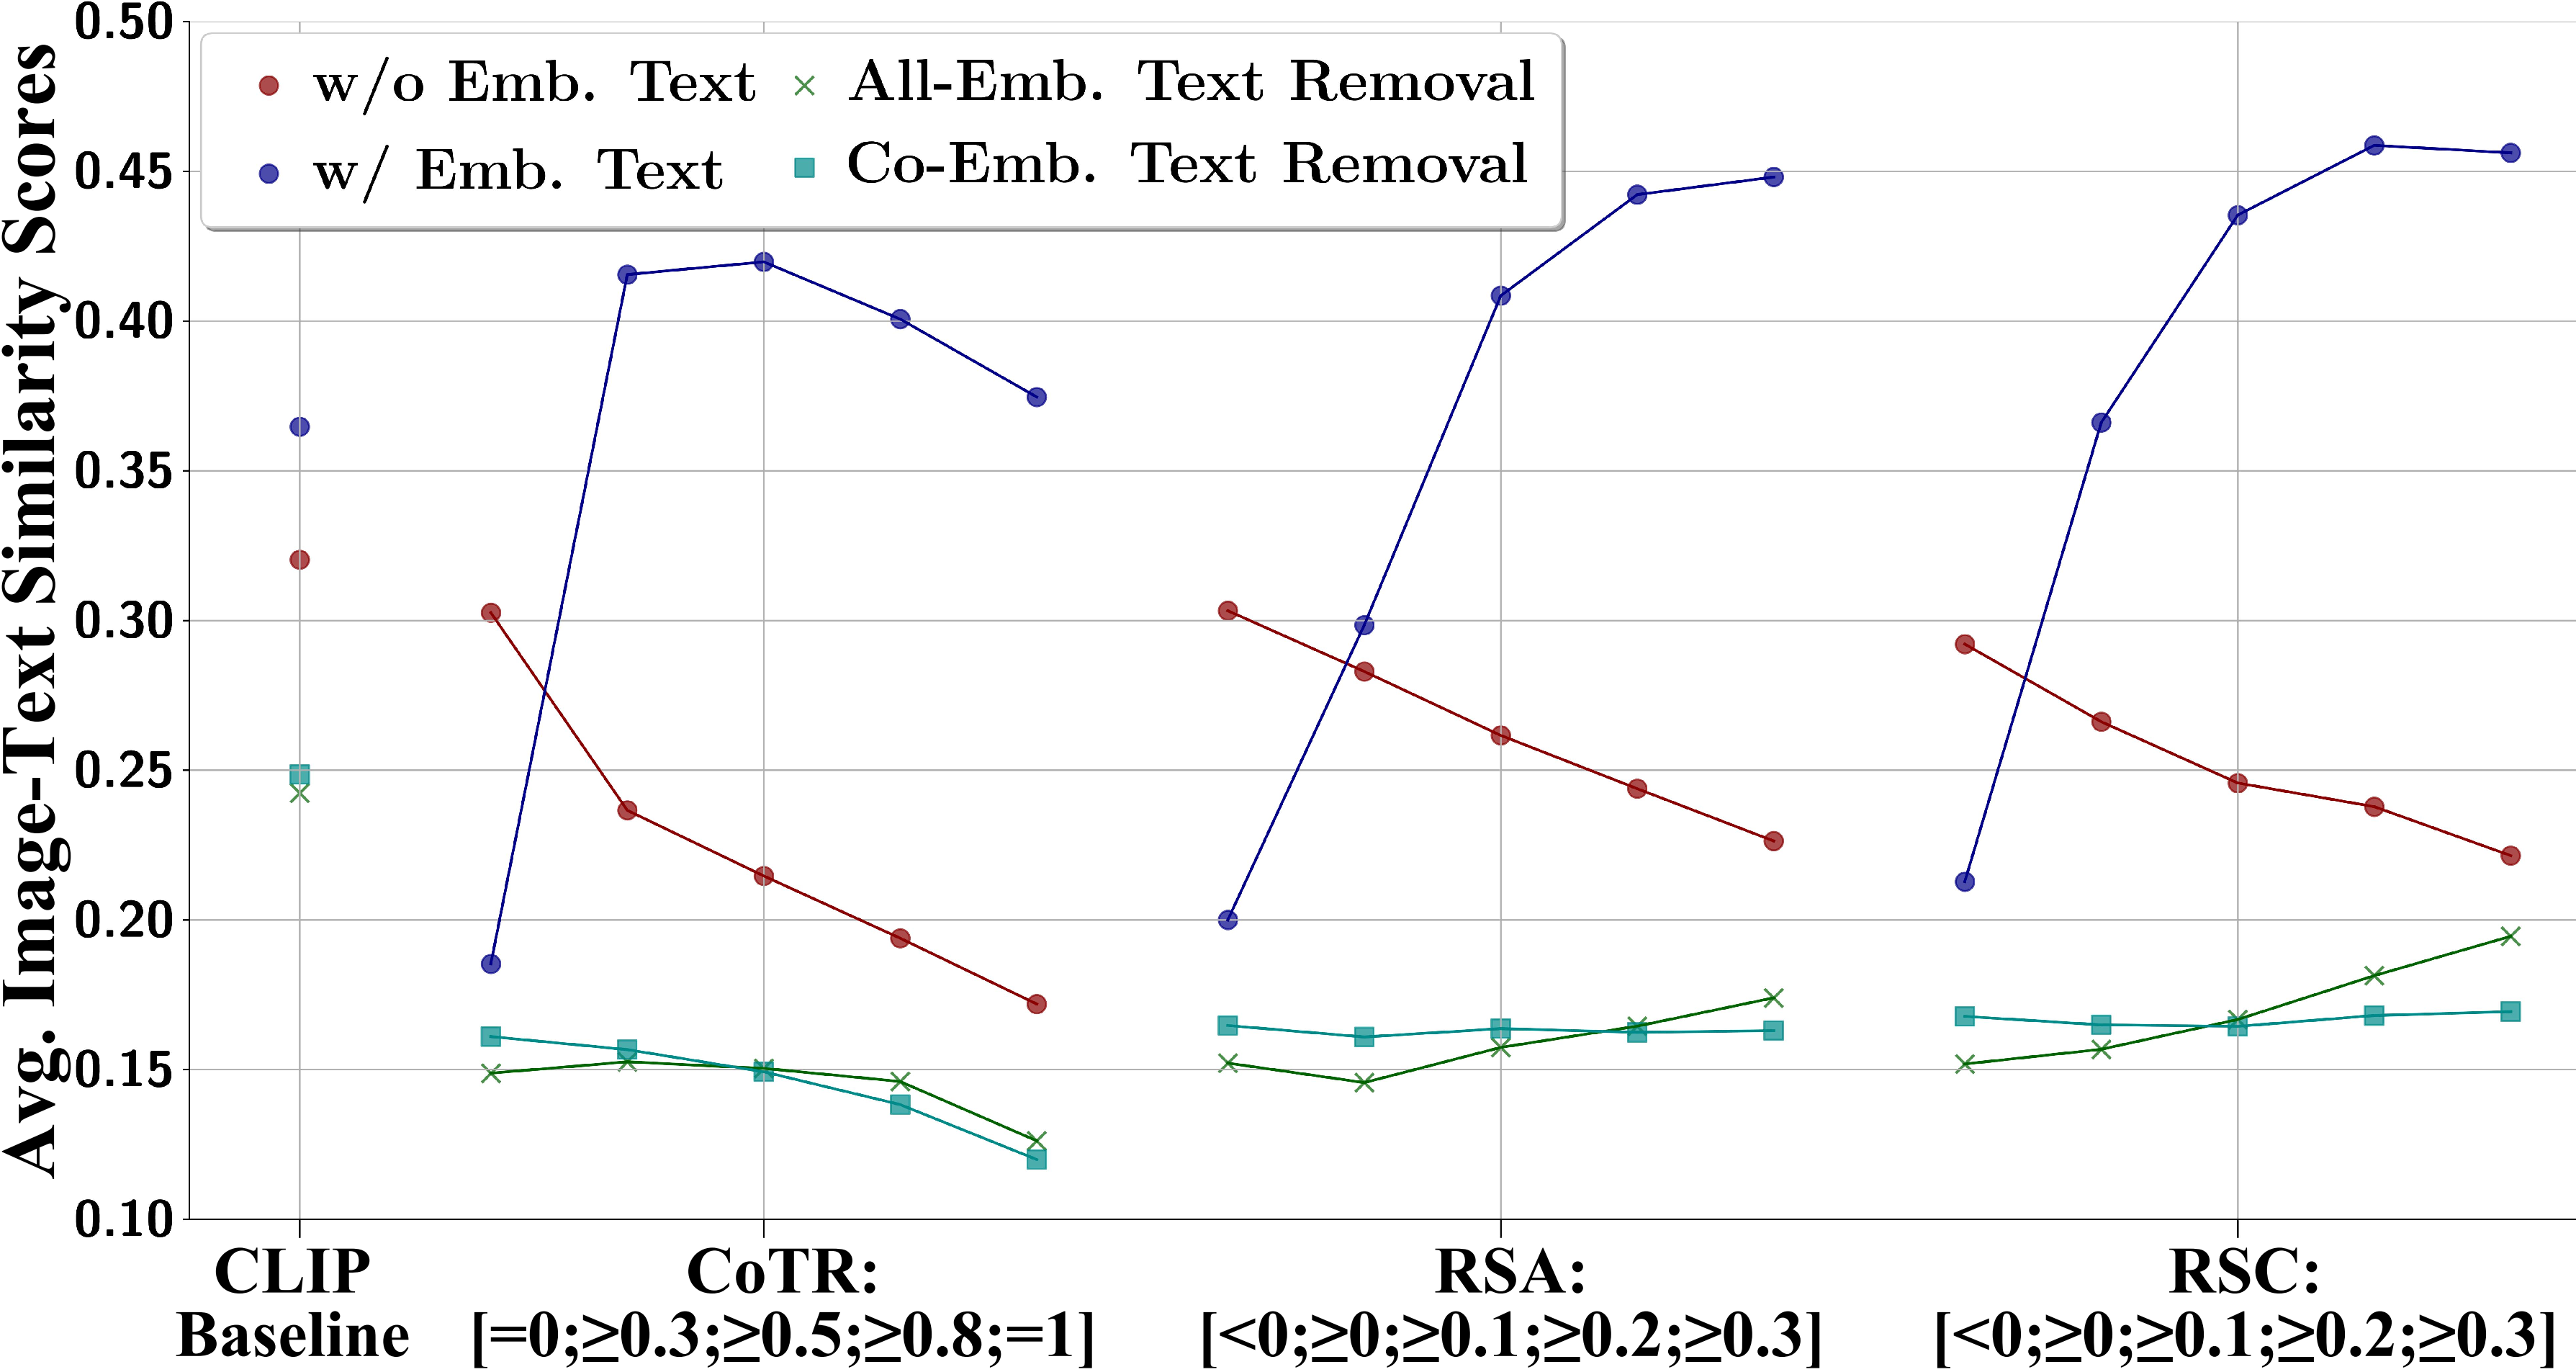 Avg. Image-Text Similarity Scores
0.50
0.45
0.40
0.35
0.30
0.25
0.20
0.15
0.10
w/o Emb. Text
w/ Emb. Text
All-Emb. Text Removal
Co-Emb. Text Removal
CLIP
Baseline
CoTR:
[=0;≥0.3;≥0.5;≥0.8;=1]
RSA:
[<0;≥0;≥0.1;≥0.2;≥0.3]
RSC:
[<0;≥0;≥0.1;≥0.2;≥0.3]